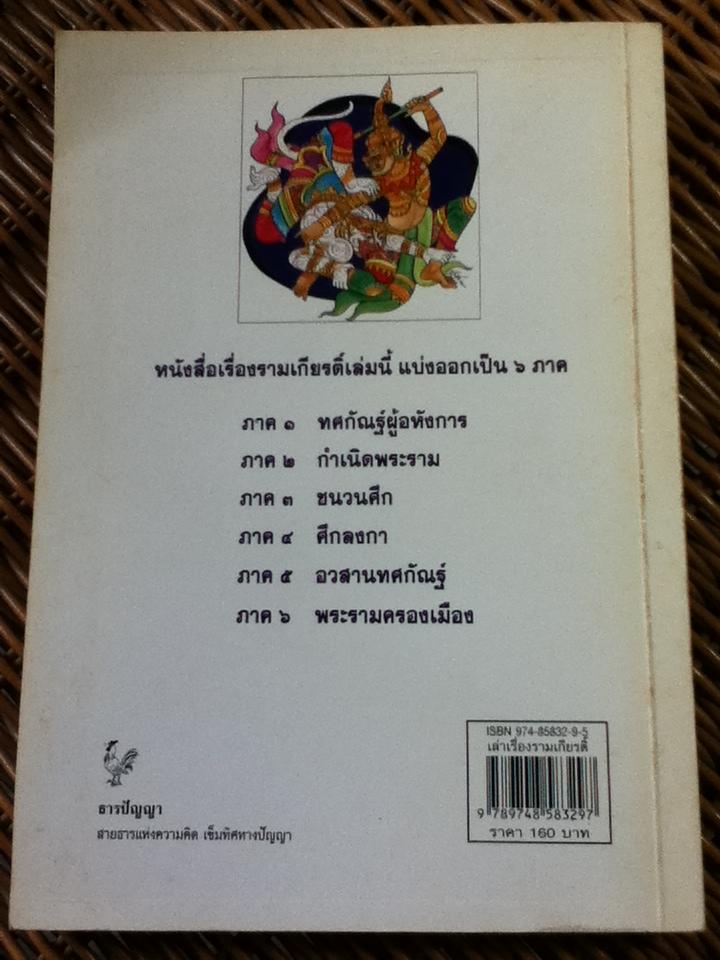 หนังสือเรื่องรามเกียรติ์เล่มนี้ แบ่งออกเป็น ๖ ภาค
ภาค ๑ ทศกัณฐ์ผู้อหังการ
ภาค ๒ กำเนิดพระราม
ภาค ๓ ชนวนศึก
ภาค ๔ ศึกลงกา
ภาค ๕ อวสานทศกัณฐ์
ภาค ๖ พระรามครองเมือง
ธารปัญญา
สายธารแห่งความคิด เข็มทิศทางปัญญา
ISBN 974-85832-9-5
เล่าเรื่องรามเกียรติ์
9 789748 583297
ราคา 160 บาท